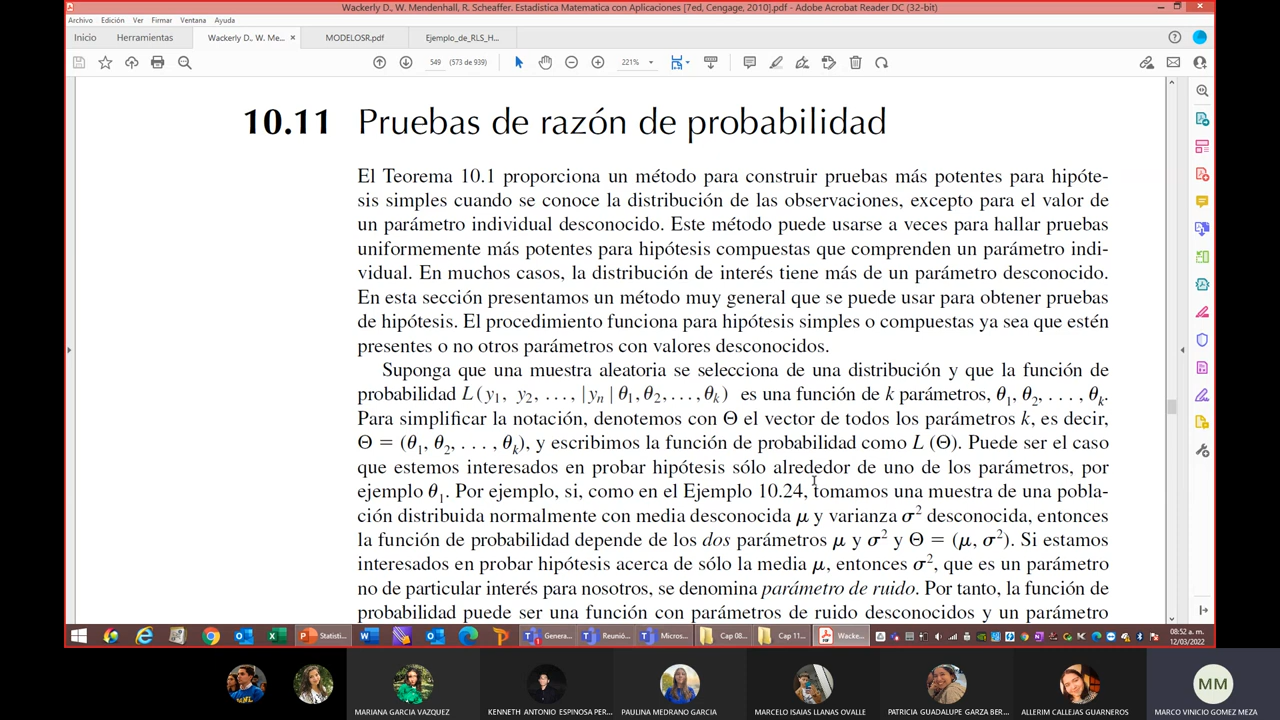 Wackerly D., W. Mendenhall, R. Scheaffer. Estadística Matematica con Aplicaciones [7ed, Cengage, 2010].pdf - Adobe Acrobat Reader DC (32-bit)
Archivo Edición Ver Firmar Ventana Ayuda
Inicio Herramientas Wackerly D., W. Me... × MODELOSR.pdf Ejemplo_de_RLS_H...
549 (573 de 939) 221%
10.11 Pruebas de razón de probabilidad
El Teorema 10.1 proporciona un método para construir pruebas más potentes para hipóte-
sis simples cuando se conoce la distribución de las observaciones, excepto para el valor de
un parámetro individual desconocido. Este método puede usarse a veces para hallar pruebas
uniformemente más potentes para hipótesis compuestas que comprenden un parámetro indi-
vidual. En muchos casos, la distribución de interés tiene más de un parámetro desconocido.
En esta sección presentamos un método muy general que se puede usar para obtener pruebas
de hipótesis. El procedimiento funciona para hipótesis simples o compuestas ya sea que estén
presentes o no otros parámetros con valores desconocidos.
Suponga que una muestra aleatoria se selecciona de una distribución y que la función de
probabilidad L(y₁, y₂, . . . , |yₙ | θ₁, θ₂, . . . , θₖ) es una función de k parámetros, θ₁, θ₂, . . . , θₖ.
Para simplificar la notación, denotemos con Θ el vector de todos los parámetros k, es decir,
Θ = (θ₁, θ₂, . . . , θₖ), y escribimos la función de probabilidad como L (Θ). Puede ser el caso
que estemos interesados en probar hipótesis sólo alrededor de uno de los parámetros, por
ejemplo θ₁. Por ejemplo, si, como en el Ejemplo 10.24, tomamos una muestra de una pobla-
ción distribuida normalmente con media desconocida μ y varianza σ² desconocida, entonces
la función de probabilidad depende de los dos parámetros μ y σ² y Θ = (μ, σ²). Si estamos
interesados en probar hipótesis acerca de sólo la media μ, entonces σ², que es un parámetro
no de particular interés para nosotros, se denomina parámetro de ruido. Por tanto, la función de
probabilidad puede ser una función con parámetros de ruido desconocidos y un parámetro
Statisti... Genera... Reunió... Micros... Cap 08... Cap 11... Wacke... 08:52 a. m.
12/03/2022
MM
MARIANA GARCIA VAZQUEZ KENNETH ANTONIO ESPINOSA PER... PAULINA MEDRANO GARCIA MARCELO ISAIAS LLANAS OVALLE PATRICIA GUADALUPE GARZA BER... ALLERIM CALLEJAS GUARNEROS MARCO VINICIO GOMEZ MEZA